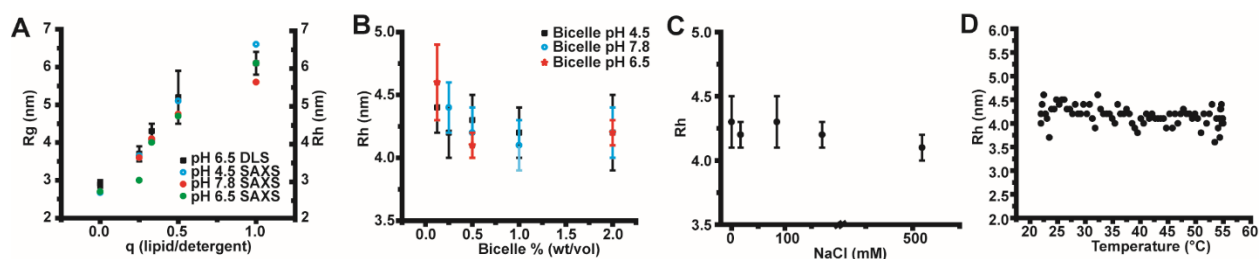 A
Rg (nm)
7
6
5
4
3
2
0.0
0.5
1.0
q (lipid/detergent)
pH 6.5 DLS
pH 4.5 SAXS
pH 7.8 SAXS
pH 6.5 SAXS
7
6
5
4
3
2
Rh (nm)
B
Rh (nm)
5.0
4.5
4.0
3.5
0.0
0.5
1.0
1.5
2.0
Bicelle % (wt/vol)
Bicelle pH 4.5
Bicelle pH 7.8
Bicelle pH 6.5
C
Rh
5.0
4.5
4.0
3.5
0
100
500
NaCl (mM)
D
Rh (nm)
6.0
5.5
5.0
4.5
4.0
3.5
3.0
2.5
2.0
20
25
30
35
40
45
50
55
60
Temperature (°C)